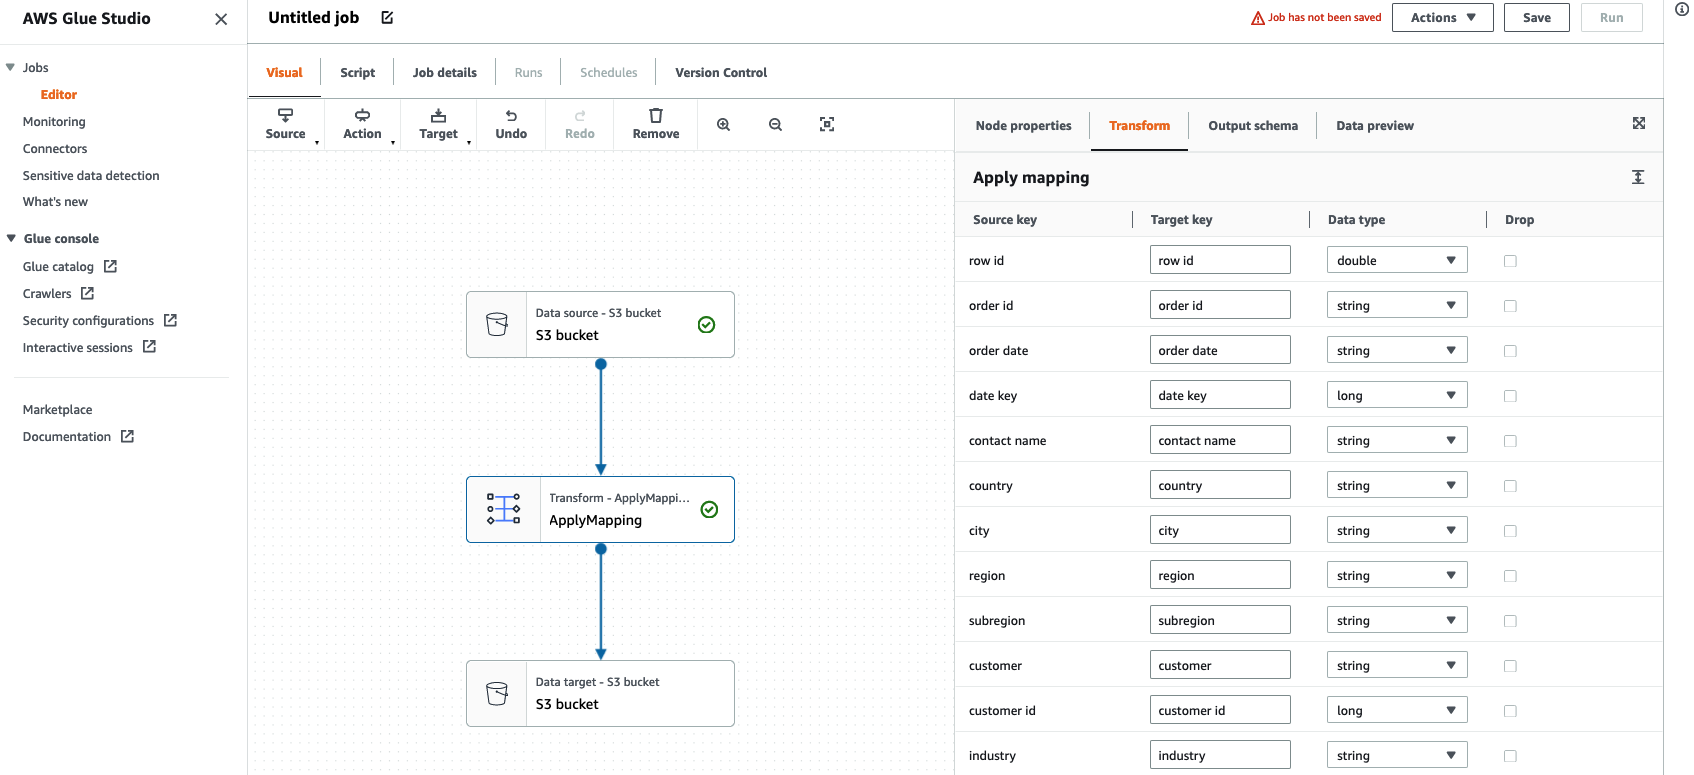 AWS Glue Studio
Jobs
Editor
Monitoring
Connectors
Sensitive data detection
What's new
Glue console
Glue catalog
Crawlers
Security configurations
Interactive sessions
Marketplace
Documentation
Untitled job
Job has not been saved
Actions
Save
Run
Visual
Script
Job details
Runs
Schedules
Version Control
Source
Action
Target
Undo
Redo
Remove
Data source - S3 bucket
S3 bucket
Transform - ApplyMappi...
ApplyMapping
Data target - S3 bucket
S3 bucket
Node properties
Transform
Output schema
Data preview
Apply mapping
Source key Target key Data type Drop
row id row id double
order id order id string
order date order date string
date key date key long
contact name contact name string
country country string
city city string
region region string
subregion subregion string
customer customer string
customer id customer id long
industry industry string